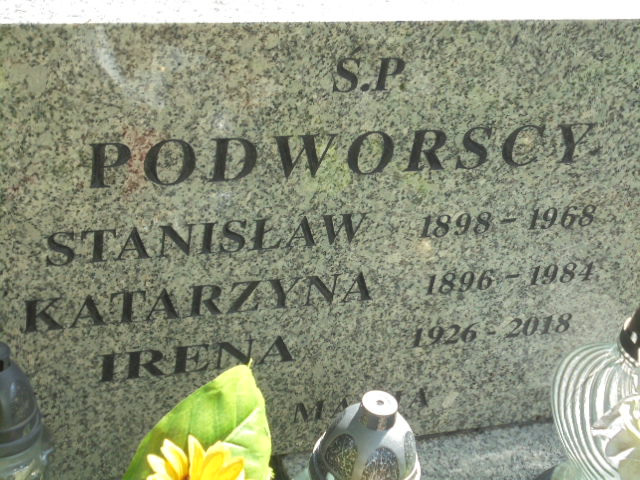 Ś.P.
PODWORSCY
STANISŁAW 1898 - 1968
KATARZYNA 1896 - 1984
IRENA 1926 - 2018